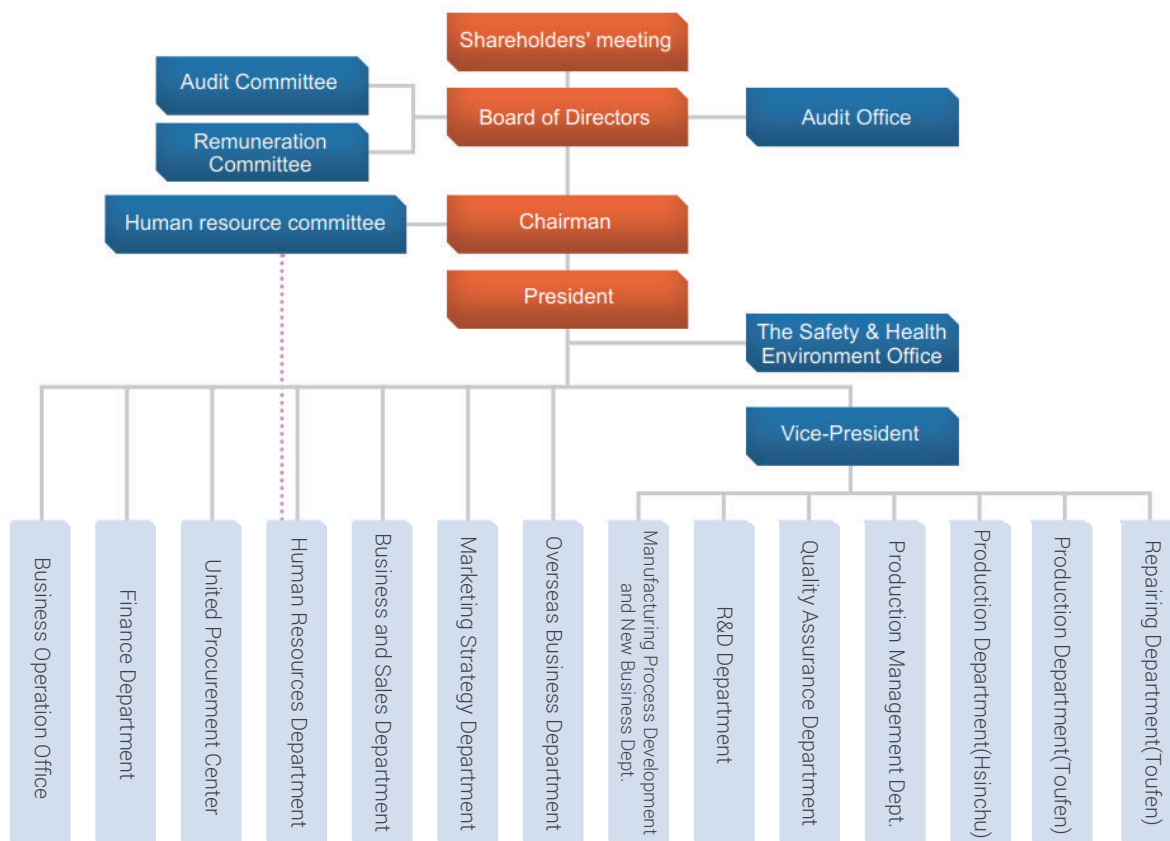 Shareholders' meeting
Audit Committee
Board of Directors
Audit Office
Remuneration
Committee
Human resource committee
Chairman
President
The Safety & Health
Environment Office
Vice-President
Business Operation Office
Finance Department
United Procurement Center
Human Resources Department
Business and Sales Department
Marketing Strategy Department
Overseas Business Department
Manufacturing Process Development
and New Business Dept.
R&D Department
Quality Assurance Department
Production Management Dept.
Production Department(Hsinchu)
Production Department(Toufen)
Repairing Department(Toufen)